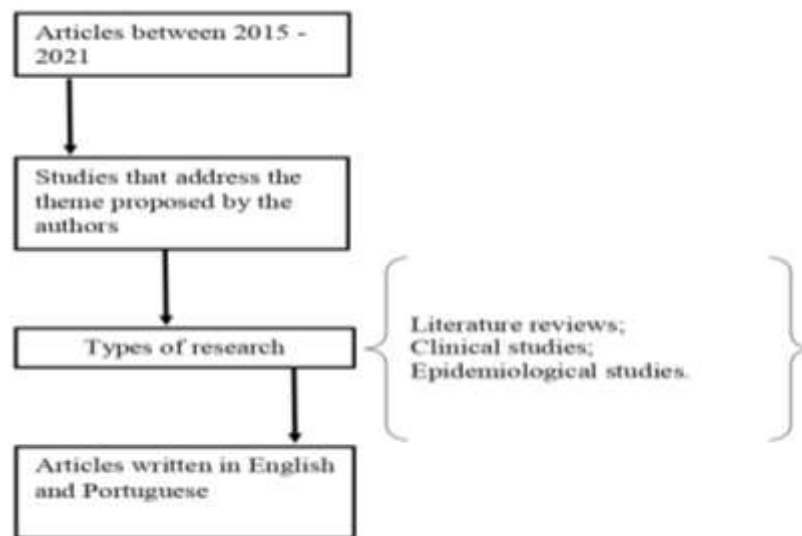 Articles between 2015 -
2021
Studies that address the
theme proposed by the
authors
Types of research
Literature reviews;
Clinical studies;
Epidemiological studies.
Articles written in English
and Portuguese